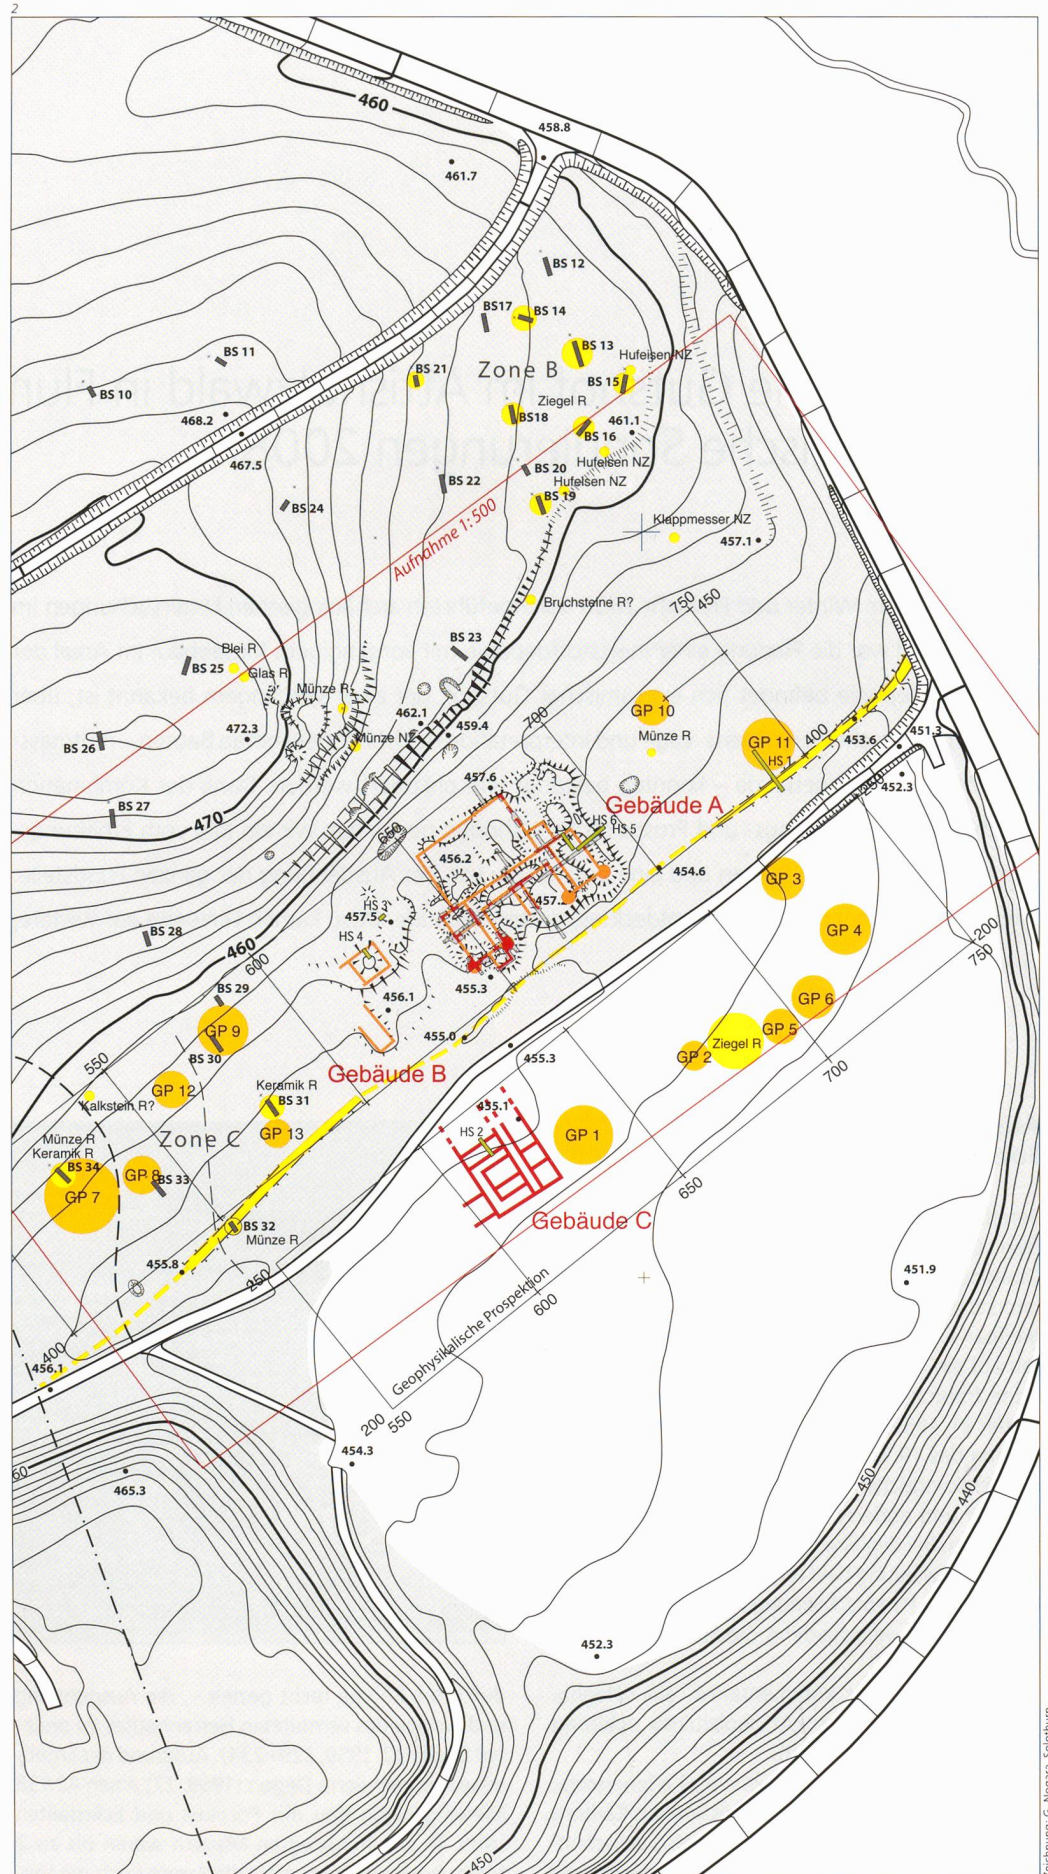 2
460
458.8
461.7
BS 12
BS17
BS 14
BS 13
Hufeisen NZ
BS 11
BS 21
Zone B
BS 15
BS 10
Ziegel R
BS18
468.2
461.1
BS 16
467.5
Hufeisen NZ
BS 20
BS 22
Hufeisen NZ
BS 19
BS 24
Aufnahme 1:500
Klappmesser NZ
457.1
750
450
Bruchsteine R?
BS 23
Blei R
BS 25
Glas R
Münze R
GP 10
462.1
700
472.3
459.4
Münze R
GP 11
400
453.6
451.3
BS 26
Münze NZ
HS 1
457.6
452.3
250
BS 27
Gebäude A
470
650
HS 6
HS 5
456.2
454.6
GP 3
HS 3
457.5
457.
BS 28
HS 4
GP 4
200
460
750
600
455.3
BS 29
456.1
GP 6
GP 9
455.0
GP 5
BS 30
Ziegel R
455.3
GP 2
550
Gebäude B
700
GP 12
Keramik R
Kalkstein R?
BS 31
455.1
Zone C
GP 13
HS 2
GP 1
Münze R
Keramik R
BS 34
GP 8
BS33
GP 7
650
Gebäude C
BS 32
Münze R
455.8
250
451.9
Geophysikalische Prospektion
600
400
456.1
200
550
454.3
60
465.3
450
440
452.3
450
Zeichnung: G. Nogara, Solothurn